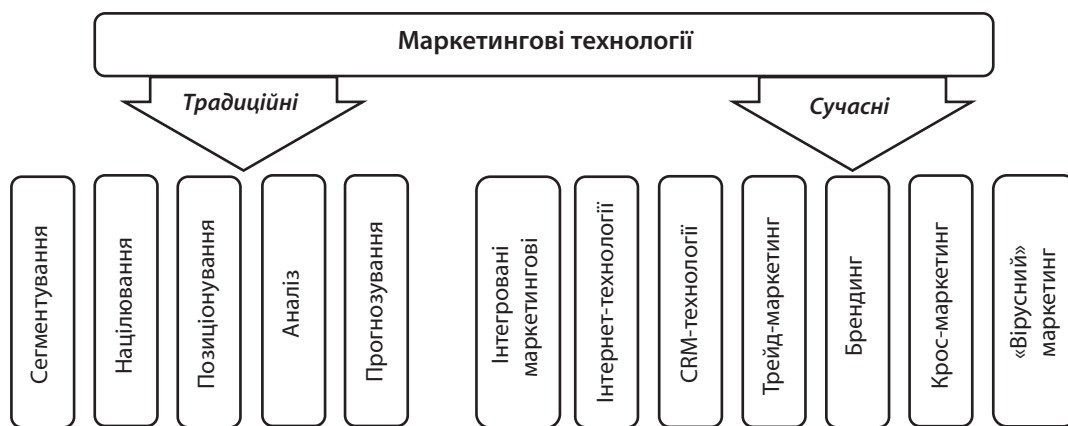 Маркетингові технології
Традиційні
Сучасні
Сегментування
Націлювання
Позиціонування
Аналіз
Прогнозування
Інтегровані
маркетингові
Інтернет-технології
CRM-технології
Трейд-маркетинг
Брендинг
Крос-маркетинг
«Вірусний»
маркетинг